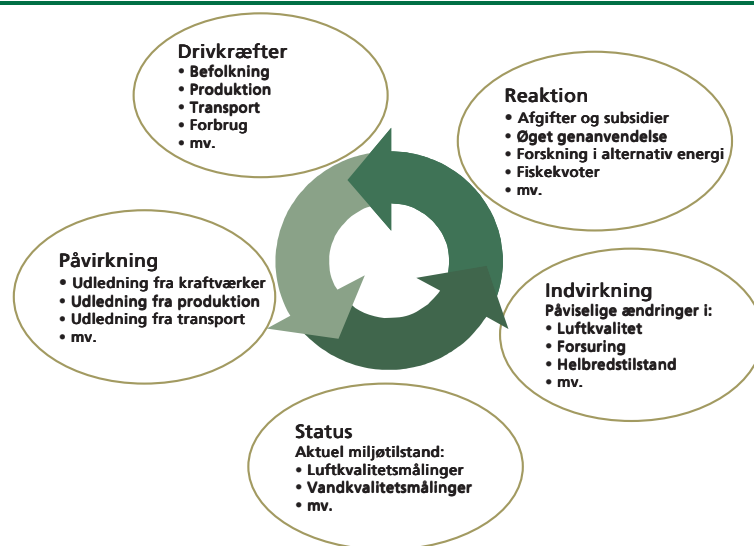 Drivkræfter
• Befolkning
• Produktion
• Transport
• Forbrug
• mv.
Reaktion
• Afgifter og subsidier
• Øget genanvendelse
• Forskning i alternativ energi
• Fiskekvoter
• mv.
Påvirkning
• Udledning fra kraftværker
• Udledning fra produktion
• Udledning fra transport
• mv.
Indvirkning
Påviselige ændringer i:
• Luftkvalitet
• Forsuring
• Helbredstilstand
• mv.
Status
Aktuel miljøtilstand:
• Luftkvalitetsmålinger
• Vandkvalitetsmålinger
• mv.